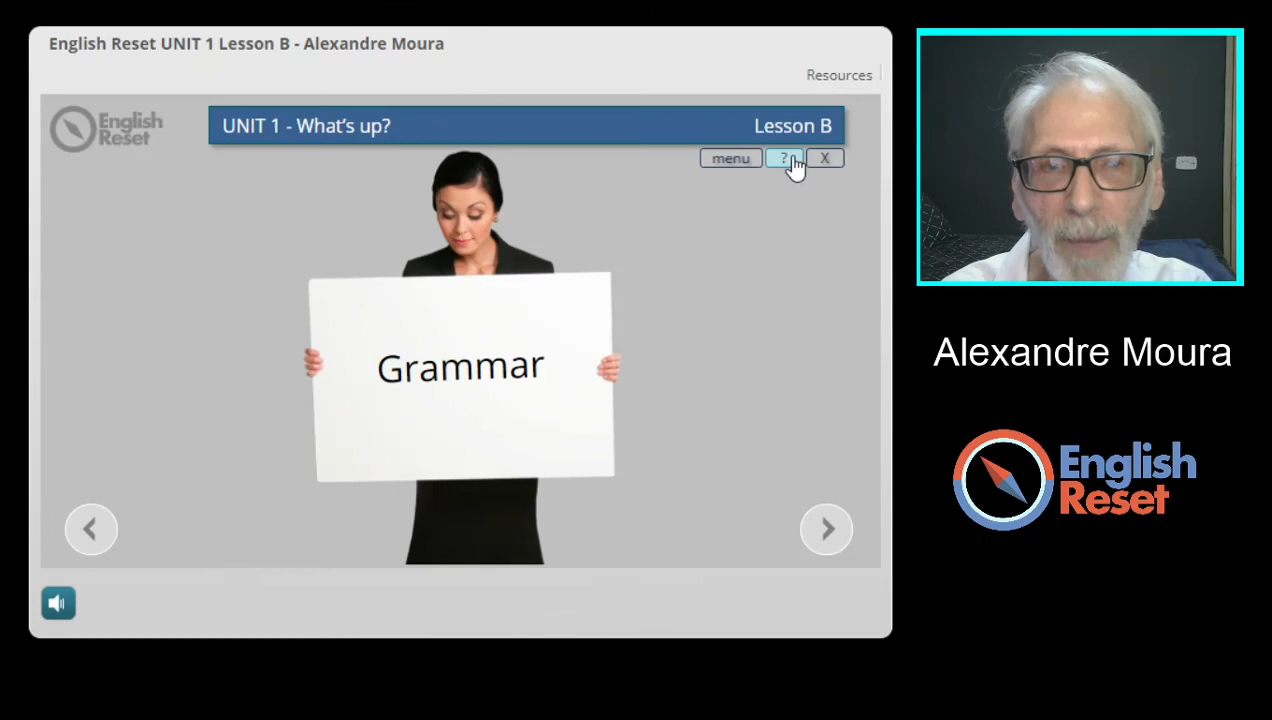 English Reset UNIT 1 Lesson B - Alexandre Moura
Resources
English
Reset
UNIT 1 - What's up?
Lesson B
menu
?
X
Grammar
Alexandre Moura
English
Reset